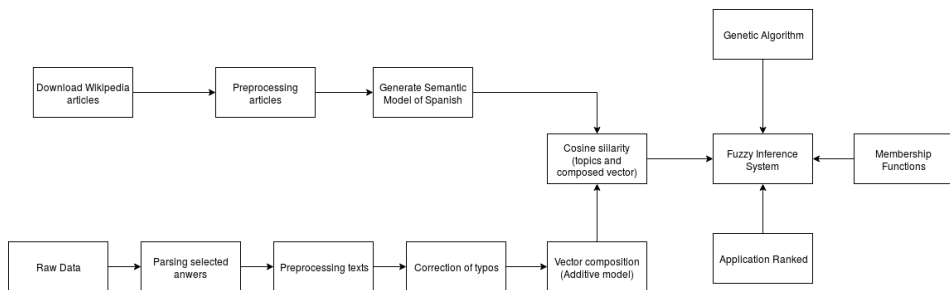 Genetic Algorithm
Download Wikipedia
articles
Preprocessing
articles
Generate Semantic
Model of Spanish
Cosine siilarity
(topics and
composed vector)
Fuzzy Inference
System
Membership
Functions
Raw Data
Parsing selected
anwers
Preprocessing texts
Correction of typos
Vector composition
(Additive model)
Application Ranked